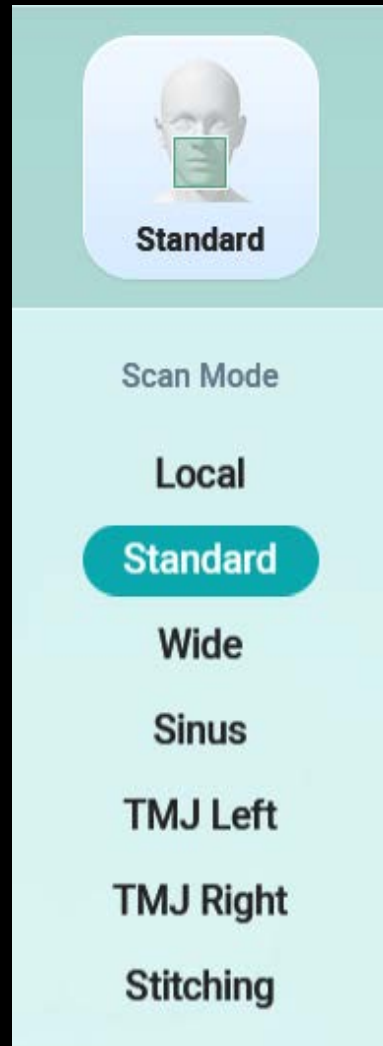 Standard
Scan Mode
Local
Standard
Wide
Sinus
TMJ Left
TMJ Right
Stitching